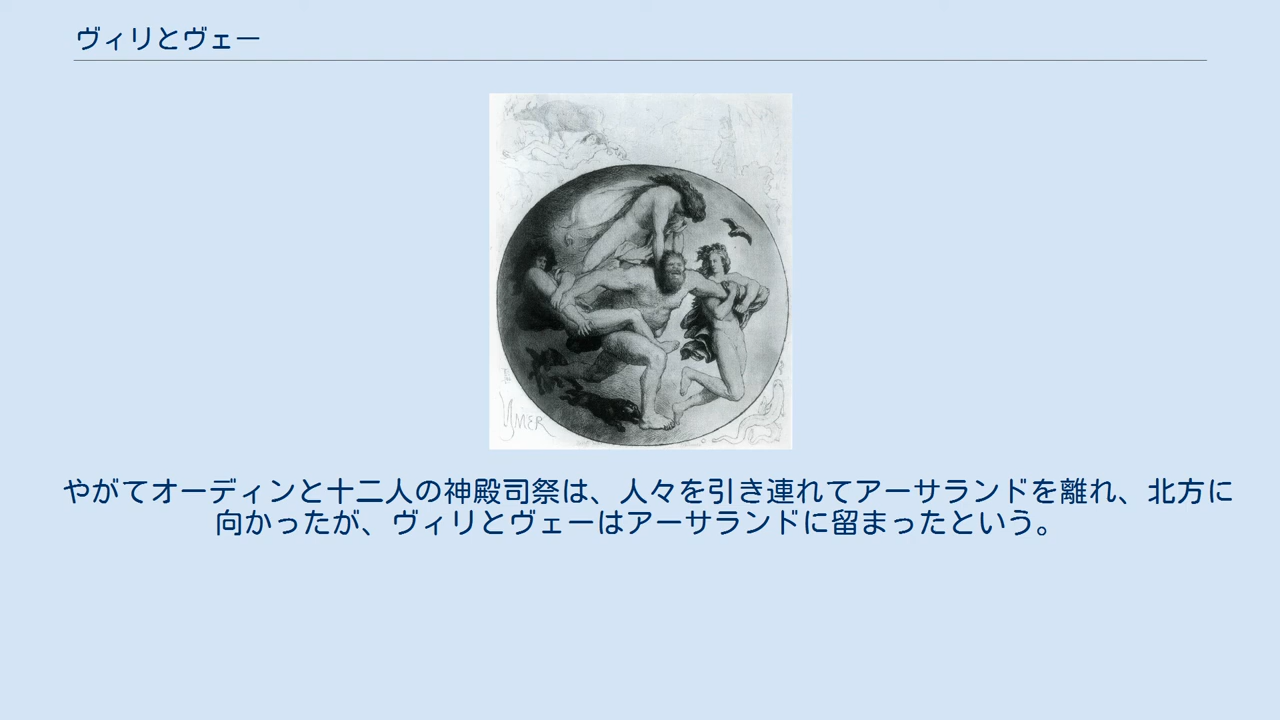 ヴィリとヴェー
YMER
やがてオーディンと十二人の神殿司祭は、人々を引き連れてアーサランドを離れ、北方に
向かったが、ヴィリとヴェーはアーサランドに留まったという。